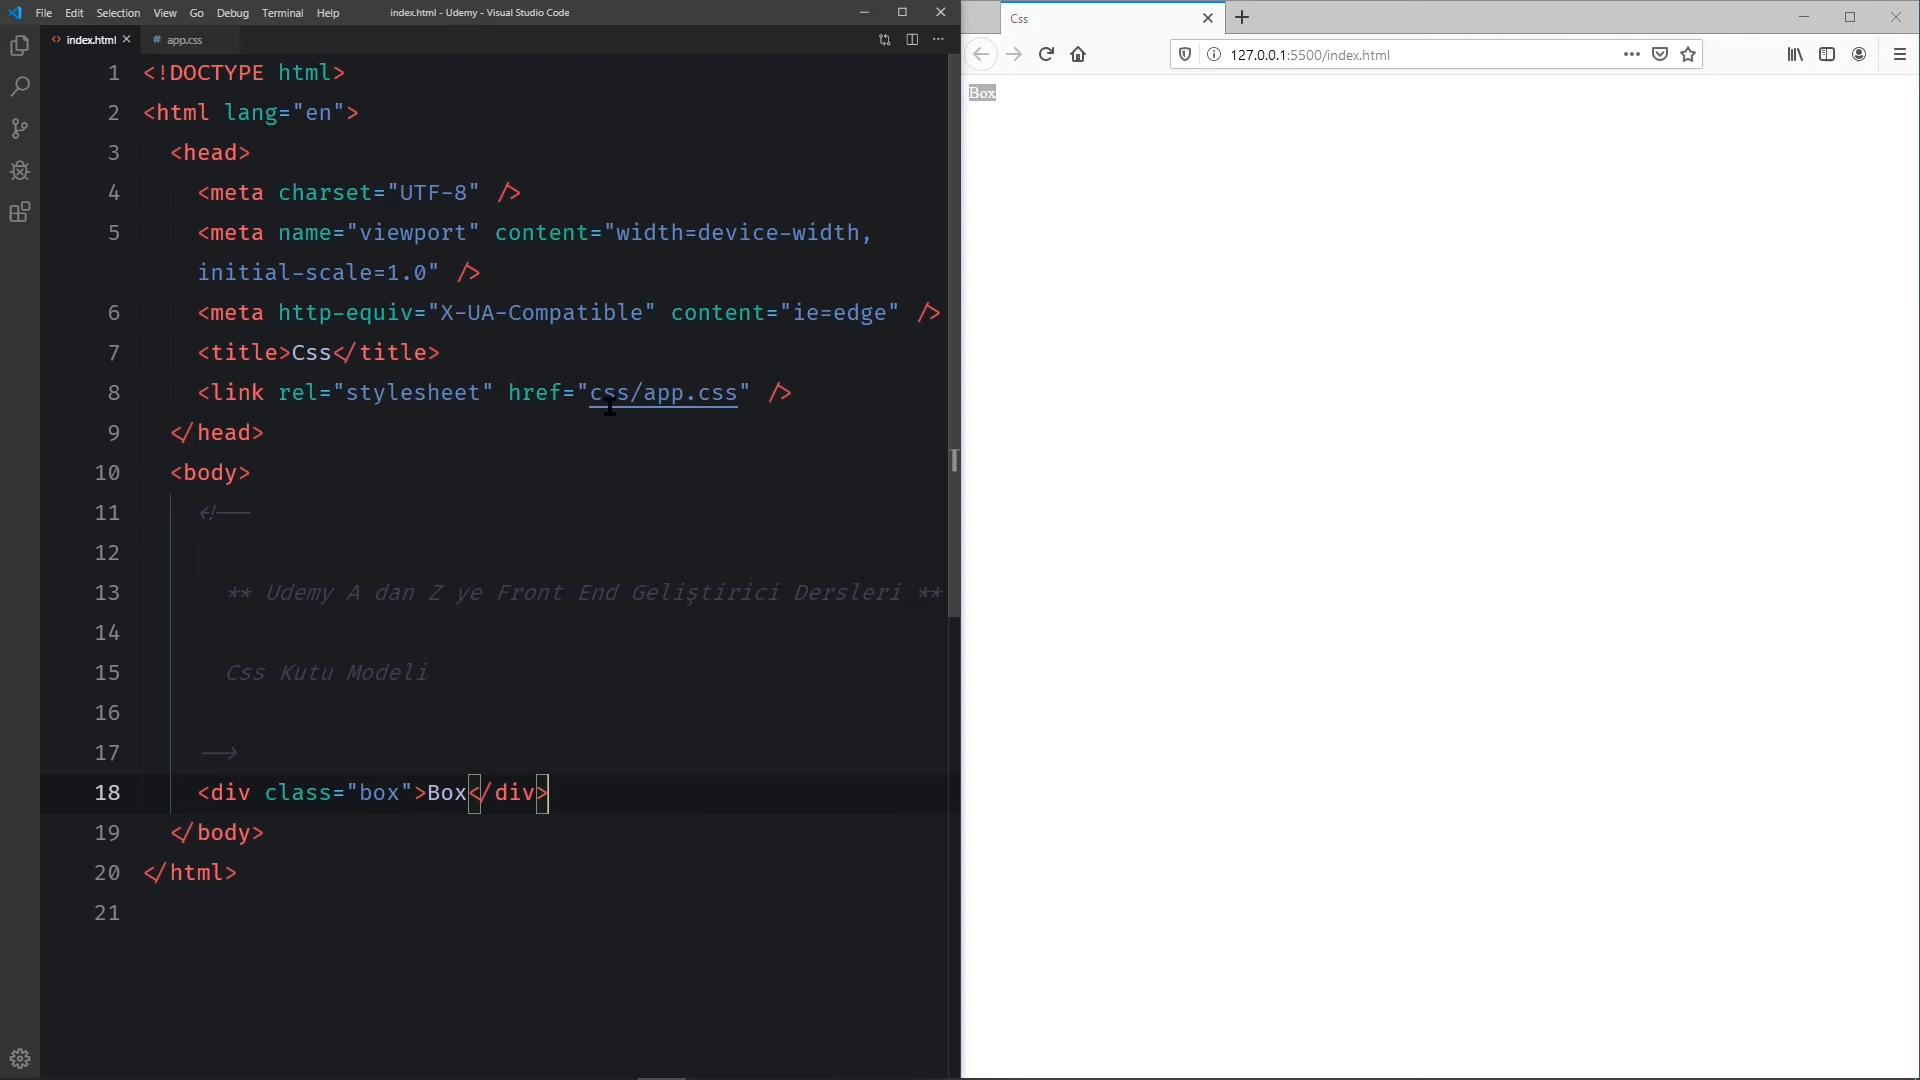 File Edit Selection View Go Debug Terminal Help index.html - Udemy - Visual Studio Code
index.html app.css
1 <!DOCTYPE html>
2 <html lang="en">
3 <head>
4 <meta charset="UTF-8" />
5 <meta name="viewport" content="width=device-width,
initial-scale=1.0" />
6 <meta http-equiv="X-UA-Compatible" content="ie=edge" />
7 <title>Css</title>
8 <link rel="stylesheet" href="css/app.css" />
9 </head>
10 <body>
11 <!--
12
13 ** Udemy A dan Z ye Front End Geliştirici Dersleri **
14
15 Css Kutu Modeli
16
17 -->
18 <div class="box">Box</div>
19 </body>
20 </html>
21
Css
127.0.0.1:5500/index.html
Box